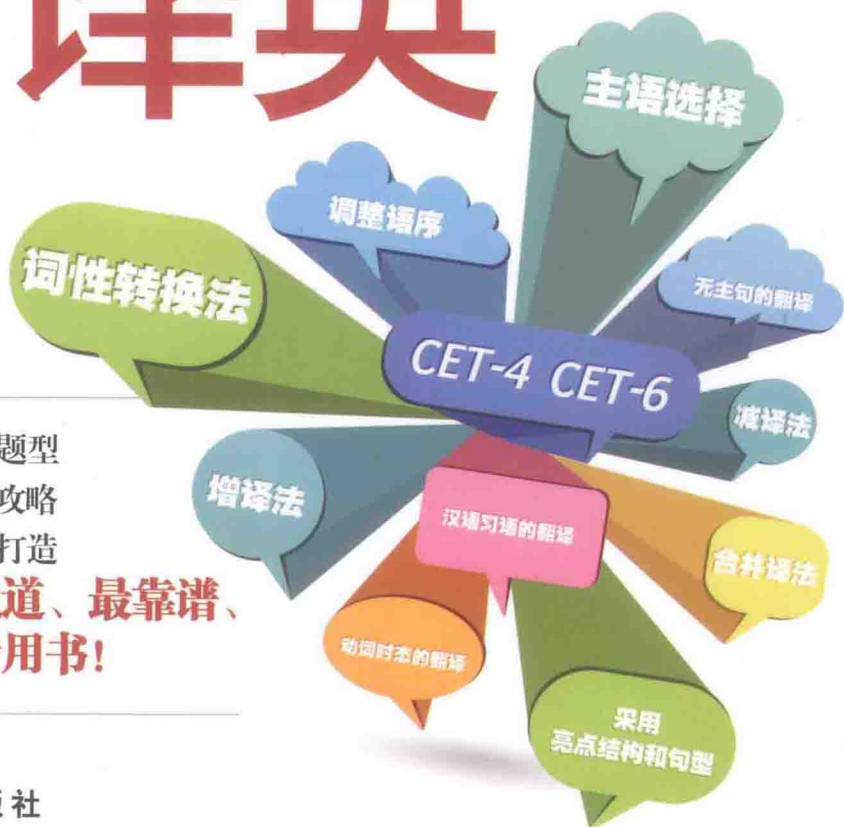 译英
主语选择
调整语序
词性转换法
无主句的翻译
CET-4 CET-6
减译法
题型
攻略
打造
道、最靠谱、
用书!
增译法
汉语习语的翻译
合并译法
动词时态的翻译
采用
亮点结构和句型
社